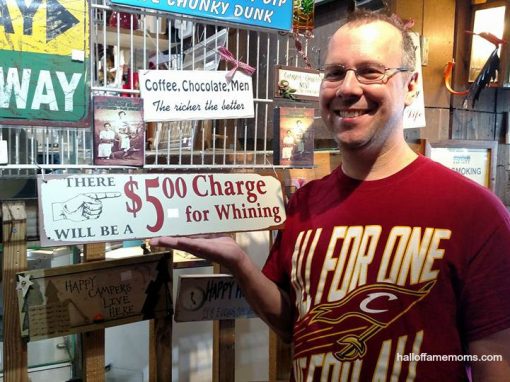 CHUNKY DUNK
WAY
Coffee, Chocolate, Men
The richer the better
THERE
WILL BE A
$5.00 Charge
for Whining
HAPPY
CAMPERS
LIVE
HERE
HAPPY
SMOKING
ALL FOR ONE
C
ALL
halloffamemoms.com